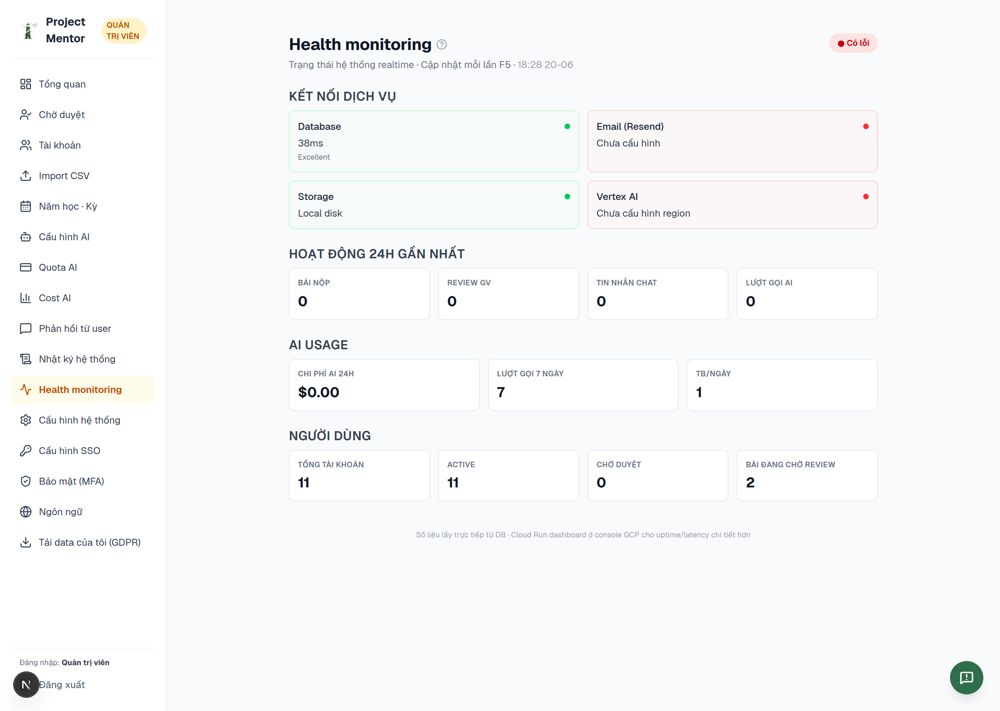 Project
Mentor
QUẢN
TRỊ VIÊN
Tổng quan
Chờ duyệt
Tài khoản
Import CSV
Năm học · Kỳ
Cấu hình AI
Quota AI
Cost AI
Phản hồi từ user
Nhật ký hệ thống
Health monitoring
Cấu hình hệ thống
Cấu hình SSO
Bảo mật (MFA)
Ngôn ngữ
Tải data của tôi (GDPR)
Đăng nhập: Quản trị viên
N
Đăng xuất
Health monitoring
Có lỗi
Trạng thái hệ thống realtime · Cập nhật mỗi lần F5 · 18:28 20-06
KẾT NỐI DỊCH VỤ
Database
38ms
Excellent
Email (Resend)
Chưa cấu hình
Storage
Local disk
Vertex AI
Chưa cấu hình region
HOẠT ĐỘNG 24H GẦN NHẤT
BÀI NỘP
0
REVIEW GV
0
TIN NHẮN CHAT
0
LƯỢT GỌI AI
0
AI USAGE
CHI PHÍ AI 24H
$0.00
LƯỢT GỌI 7 NGÀY
7
TB/NGÀY
1
NGƯỜI DÙNG
TỔNG TÀI KHOẢN
11
ACTIVE
11
CHỜ DUYỆT
0
BÀI ĐANG CHỜ REVIEW
2
Số liệu lấy trực tiếp từ DB · Cloud Run dashboard ở console GCP cho uptime/latency chi tiết hơn